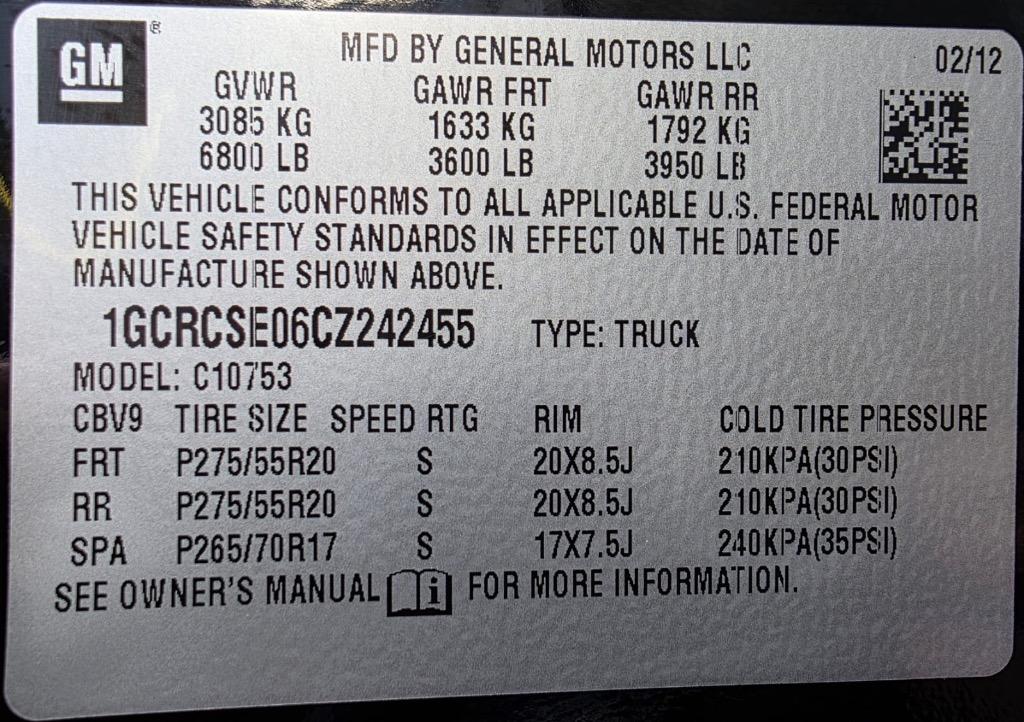 GM ®
MFD BY GENERAL MOTORS LLC 02/12
GVWR GAWR FRT GAWR RR
3085 KG 1633 KG 1792 KG
6800 LB 3600 LB 3950 LB
THIS VEHICLE CONFORMS TO ALL APPLICABLE U.S. FEDERAL MOTOR
VEHICLE SAFETY STANDARDS IN EFFECT ON THE DATE OF
MANUFACTURE SHOWN ABOVE.
1GCRCSE06CZ242455 TYPE: TRUCK
MODEL: C10753
CBV9 TIRE SIZE SPEED RTG RIM COLD TIRE PRESSURE
FRT P275/55R20 S 20X8.5J 210KPA(30PSI)
RR P275/55R20 S 20X8.5J 210KPA(30PSI)
SPA P265/70R17 S 17X7.5J 240KPA(35PSI)
SEE OWNER'S MANUAL i FOR MORE INFORMATION.